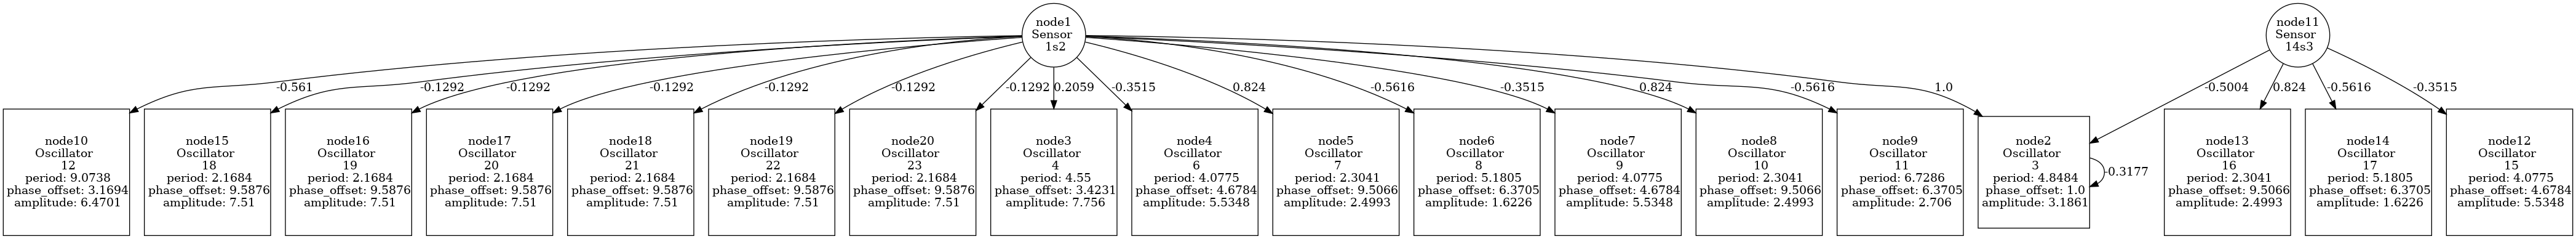 node1
Sensor
1s2
node11
Sensor
14s3
-0.561
-0.1292
-0.1292
-0.1292
-0.1292
-0.1292
-0.1292
0.2059
-0.3515
0.824
-0.5616
-0.3515
0.824
-0.5616
1.0
-0.5004
0.824
-0.5616
-0.3515
node10
Oscillator
12
period: 9.0738
phase_offset: 3.1694
amplitude: 6.4701
node15
Oscillator
18
period: 2.1684
phase_offset: 9.5876
amplitude: 7.51
node16
Oscillator
19
period: 2.1684
phase_offset: 9.5876
amplitude: 7.51
node17
Oscillator
20
period: 2.1684
phase_offset: 9.5876
amplitude: 7.51
node18
Oscillator
21
period: 2.1684
phase_offset: 9.5876
amplitude: 7.51
node19
Oscillator
22
period: 2.1684
phase_offset: 9.5876
amplitude: 7.51
node20
Oscillator
23
period: 2.1684
phase_offset: 9.5876
amplitude: 7.51
node3
Oscillator
4
period: 4.55
phase_offset: 3.4231
amplitude: 7.756
node4
Oscillator
6
period: 4.0775
phase_offset: 4.6784
amplitude: 5.5348
node5
Oscillator
7
period: 2.3041
phase_offset: 9.5066
amplitude: 2.4993
node6
Oscillator
8
period: 5.1805
phase_offset: 6.3705
amplitude: 1.6226
node7
Oscillator
9
period: 4.0775
phase_offset: 4.6784
amplitude: 5.5348
node8
Oscillator
10
period: 2.3041
phase_offset: 9.5066
amplitude: 2.4993
node9
Oscillator
11
period: 6.7286
phase_offset: 6.3705
amplitude: 2.706
node2
Oscillator
3
period: 4.8484
phase_offset: 1.0
amplitude: 3.1861
-0.3177
node13
Oscillator
16
period: 2.3041
phase_offset: 9.5066
amplitude: 2.4993
node14
Oscillator
17
period: 5.1805
phase_offset: 6.3705
amplitude: 1.6226
node12
Oscillator
15
period: 4.0775
phase_offset: 4.6784
amplitude: 5.5348